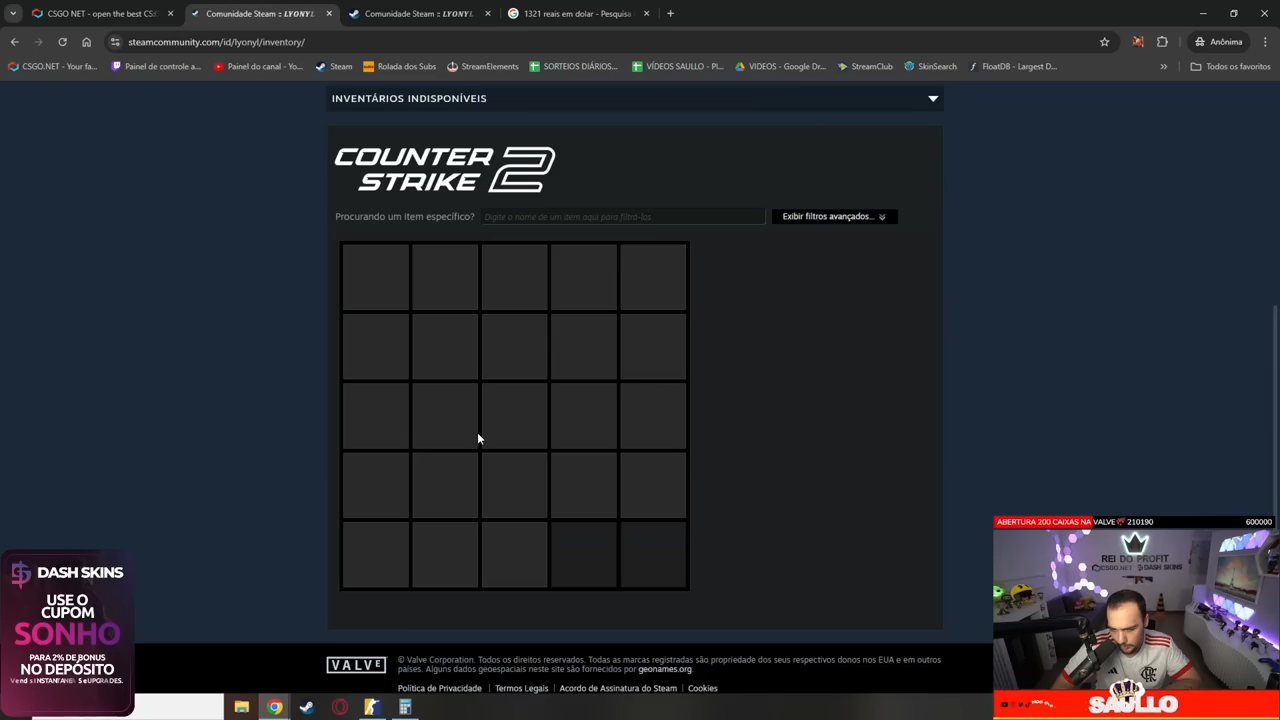 CSGO NET - open the best CS
Comunidade Steam :: LYONYL
Comunidade Steam :: LYONYL
1321 reais em dolar - Pesquisa
steamcommunity.com/id/lyonyl/inventory/
Anônima
CSGO.NET - Your fa...
Painel de controle a...
Painel do canal - Yo...
Steam
Rolada dos Subs
StreamElements
SORTEIOS DIÁRIOS...
VÍDEOS SAULLO - PL...
VIDEOS - Google Dr...
StreamClub
SkinSearch
FloatDB - Largest D...
Todos os favoritos
INVENTÁRIOS INDISPONÍVEIS
COUNTER
STRIKE 2
Procurando um item específico?
Digite o nome de um item aqui para filtrá-los
Exibir filtros avançados...
ABERTURA 200 CAIXAS NA VALVE 210190 600000
REI DO PROFIT
CSGO.NET DASH SKINS
DASH SKINS
USE O
CUPOM
SONHO
PARA 2% DE BONUS
NO DEPÓSITO
VALVE
© Valve Corporation. Todos os direitos reservados. Todas as marcas registradas são propriedade dos seus respectivos donos nos EUA e em outros
países. Alguns dados geoespaciais neste site são fornecidos por geonames.org.
Política de Privacidade | Termos Legais | Acordo de Assinatura do Steam | Cookies
SAULLO